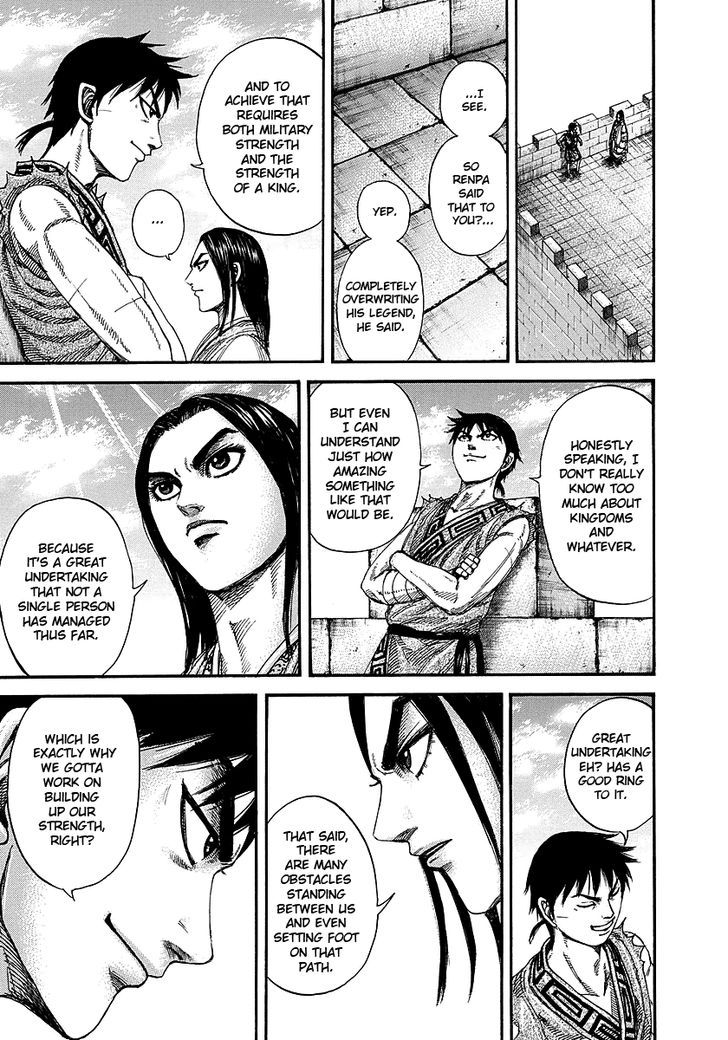 ...I
SEE.
SO
RENPA
SAID
THAT TO
YOU?...
YEP.
COMPLETELY
OVERWRITING
HIS LEGEND,
HE SAID.
AND TO
ACHIEVE THAT
REQUIRES
BOTH MILITARY
STRENGTH
AND THE
STRENGTH
OF A KING.
...
HONESTLY
SPEAKING, I
DON'T REALLY
KNOW TOO
MUCH ABOUT
KINGDOMS
AND
WHATEVER.
BUT EVEN
I CAN
UNDERSTAND
JUST HOW
AMAZING
SOMETHING
LIKE THAT
WOULD BE.
BECAUSE
IT'S A GREAT
UNDERTAKING
THAT NOT A
SINGLE PERSON
HAS MANAGED
THUS FAR.
GREAT
UNDERTAKING
EH? HAS A
GOOD RING
TO IT.
THAT SAID,
THERE
ARE MANY
OBSTACLES
STANDING
BETWEEN US
AND EVEN
SETTING FOOT
ON THAT
PATH.
WHICH IS
EXACTLY WHY
WE GOTTA
WORK ON
BUILDING
UP OUR
STRENGTH,
RIGHT?